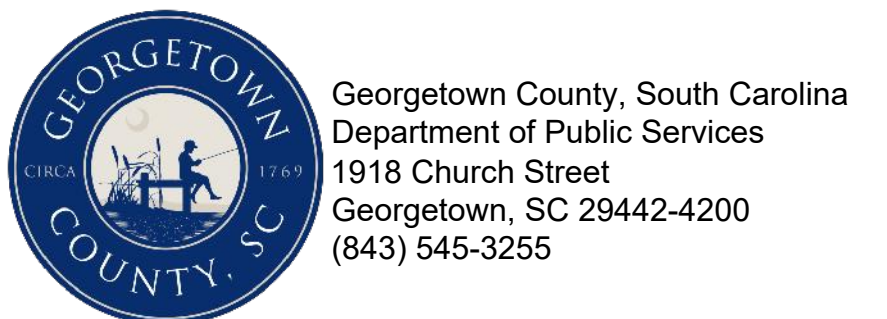 GEORGETOWN
CIRCA 1769
COUNTY, SC
Georgetown County, South Carolina
Department of Public Services
1918 Church Street
Georgetown, SC 29442-4200
(843) 545-3255